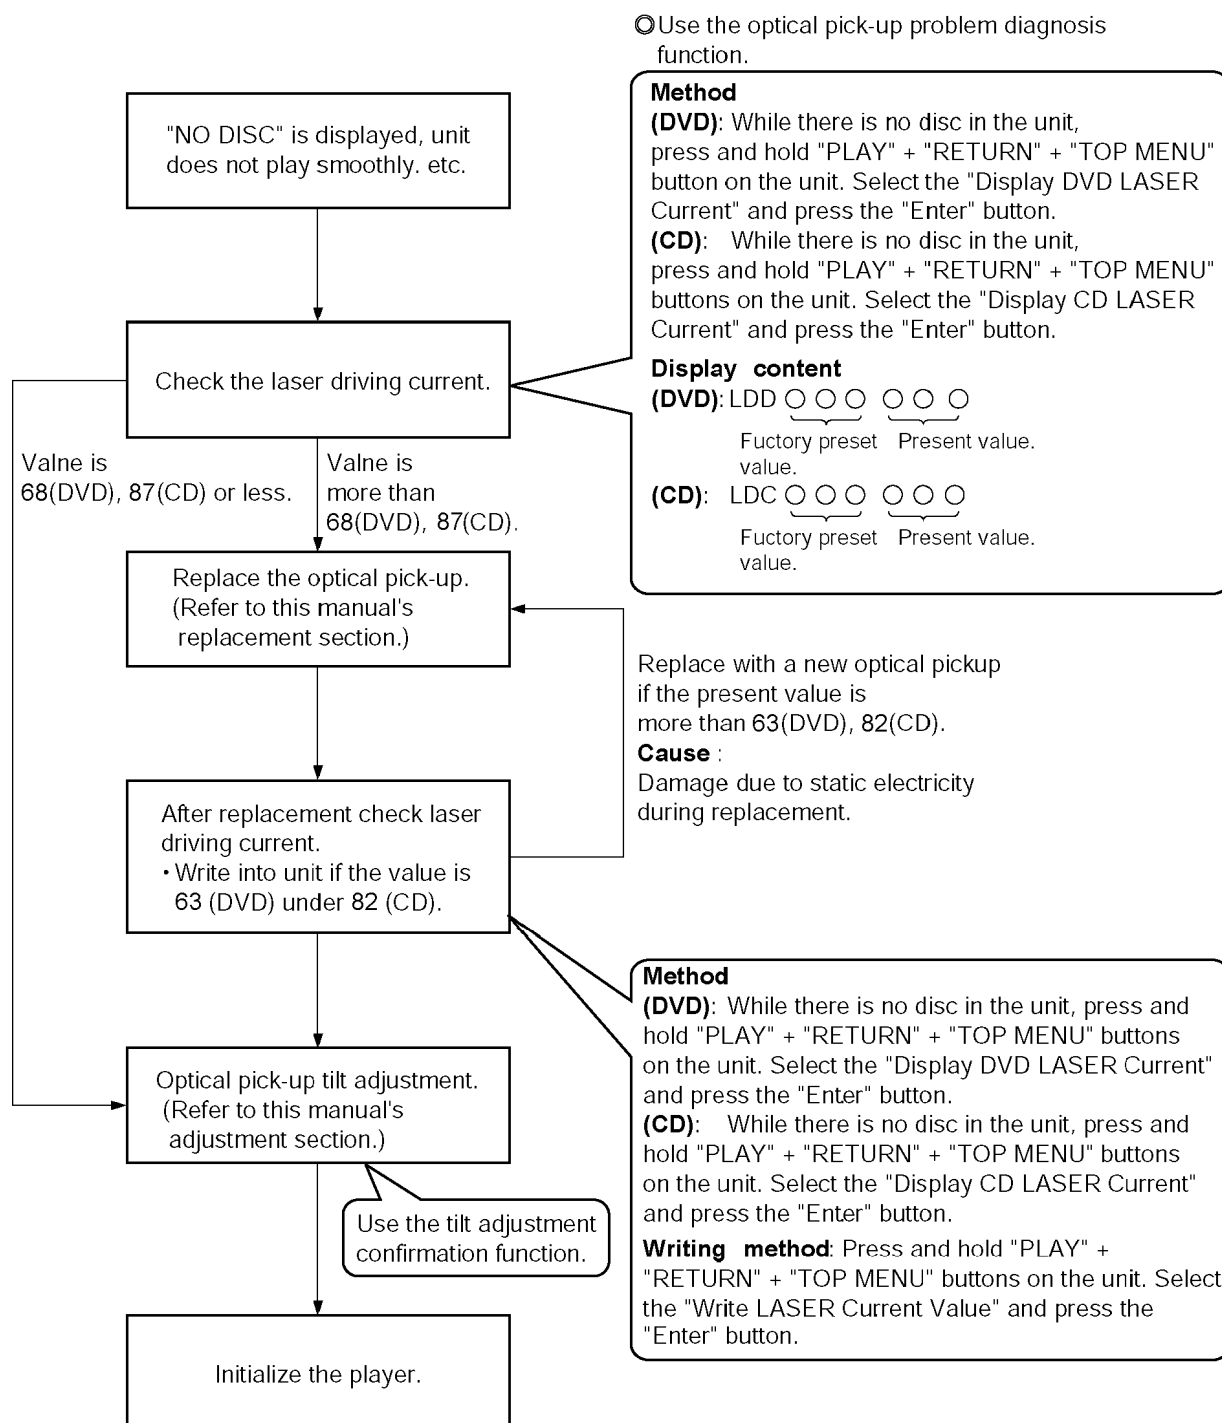 ◎Use the optical pick-up problem diagnosis
function.
"NO DISC" is displayed, unit
does not play smoothly. etc.
Method
(DVD): While there is no disc in the unit,
press and hold "PLAY" + "RETURN" + "TOP MENU"
button on the unit. Select the "Display DVD LASER
Current" and press the "Enter" button.
(CD): While there is no disc in the unit,
press and hold "PLAY" + "RETURN" + "TOP MENU"
buttons on the unit. Select the "Display CD LASER
Current" and press the "Enter" button.
Display content
(DVD): LDD ○ ○ ○ ○ ○ ○
Fuctory preset Present value.
value.
(CD): LDC ○ ○ ○ ○ ○ ○
Fuctory preset Present value.
value.
Check the laser driving current.
Valne is
68(DVD), 87(CD) or less.
Valne is
more than
68(DVD), 87(CD).
Replace the optical pick-up.
(Refer to this manual's
replacement section.)
Replace with a new optical pickup
if the present value is
more than 63(DVD), 82(CD).
Cause :
Damage due to static electricity
during replacement.
After replacement check laser
driving current.
• Write into unit if the value is
63 (DVD) under 82 (CD).
Method
(DVD): While there is no disc in the unit, press and
hold "PLAY" + "RETURN" + "TOP MENU" buttons
on the unit. Select the "Display DVD LASER Current"
and press the "Enter" button.
(CD): While there is no disc in the unit, press and
hold "PLAY" + "RETURN" + "TOP MENU" buttons
on the unit. Select the "Display CD LASER Current"
and press the "Enter" button.
Writing method: Press and hold "PLAY" +
"RETURN" + "TOP MENU" buttons on the unit. Select
the "Write LASER Current Value" and press the
"Enter" button.
Optical pick-up tilt adjustment.
(Refer to this manual's
adjustment section.)
Use the tilt adjustment
confirmation function.
Initialize the player.